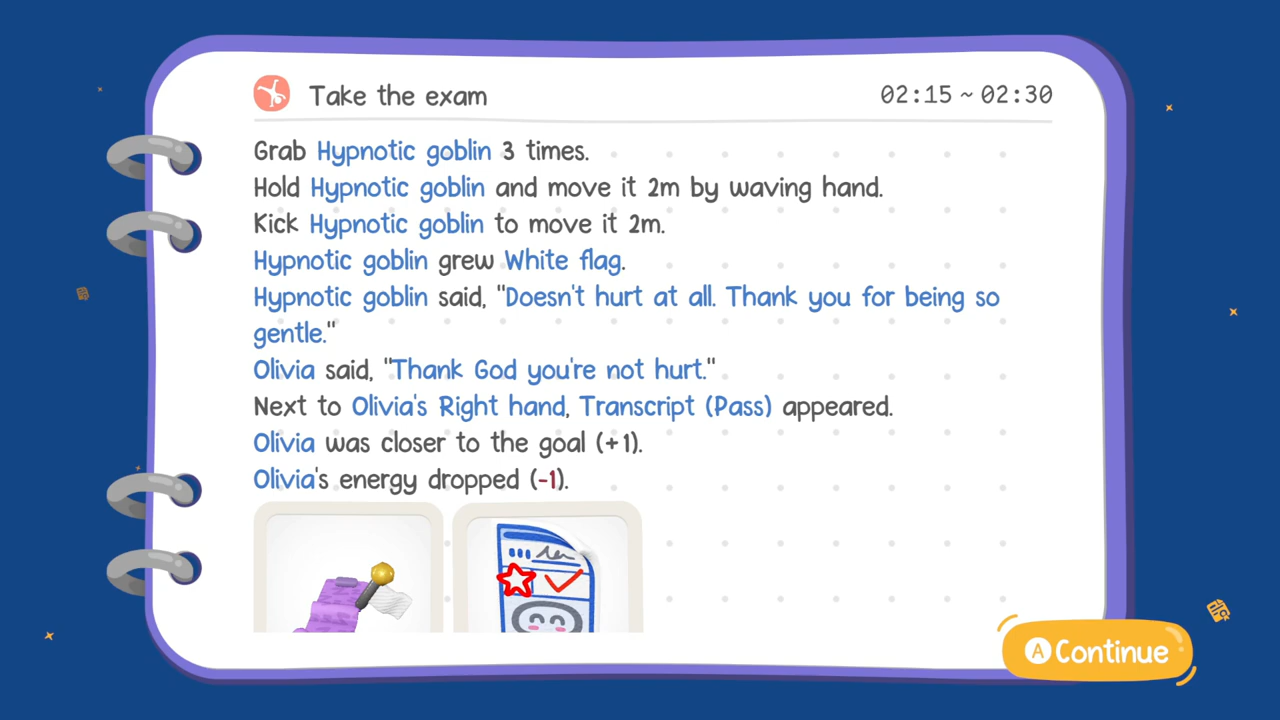 Take the exam
02:15 ~ 02:30
Grab Hypnotic goblin 3 times.
Hold Hypnotic goblin and move it 2m by waving hand.
Kick Hypnotic goblin to move it 2m.
Hypnotic goblin grew White flag.
Hypnotic goblin said, "Doesn't hurt at all. Thank you for being so
gentle."
Olivia said, "Thank God you're not hurt."
Next to Olivia's Right hand, Transcript (Pass) appeared.
Olivia was closer to the goal (+1).
Olivia's energy dropped (-1).
A Continue